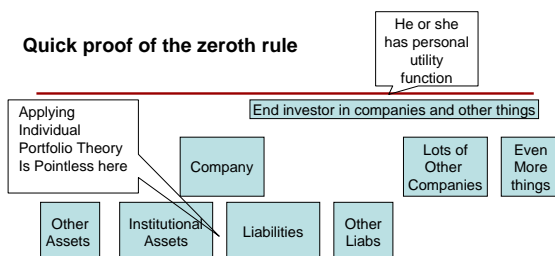 Quick proof of the zeroth rule
He or she
has personal
utility
function
End investor in companies and other things
Applying
Individual
Portfolio Theory
Is Pointless here
Company
Lots of
Other
Companies
Even
More
things
Other
Assets
Institutional
Assets
Liabilities
Other
Liabs